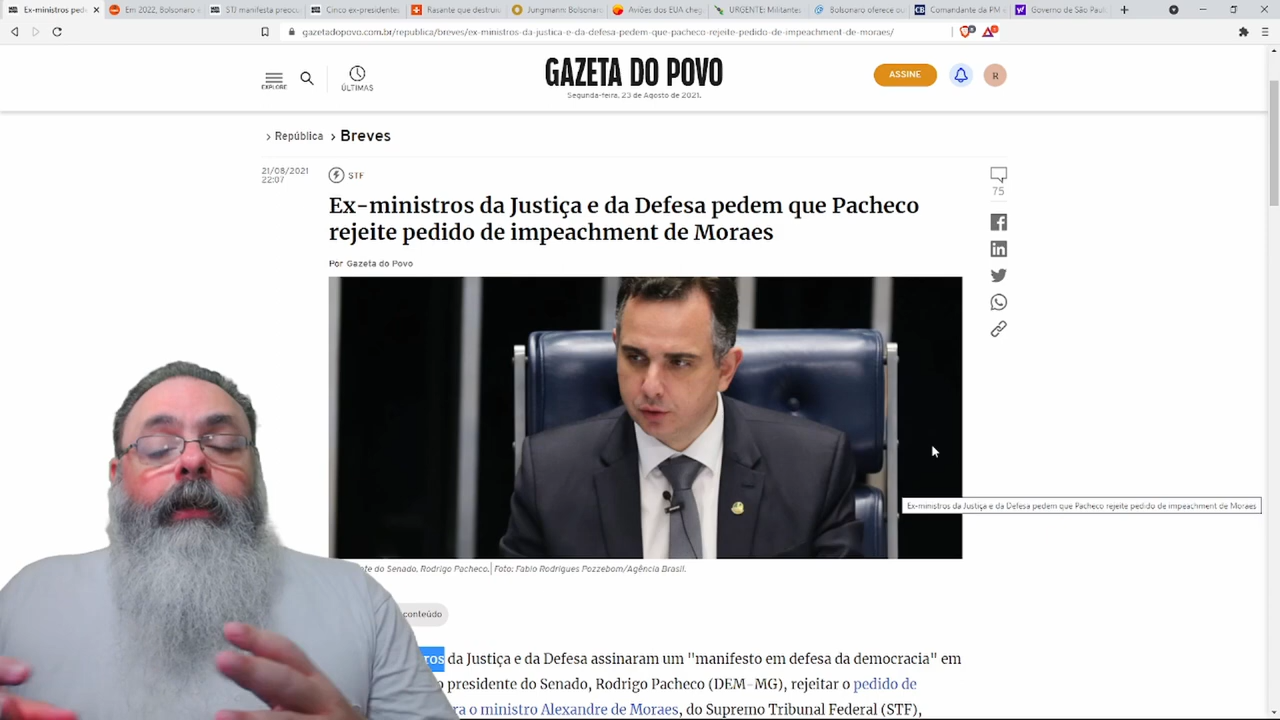 Ex-ministros ped
Em 2022, Bolsonaro
STJ manifesta preocu
Cinco ex-presidentes
Rasante que destrui
Jungmann: Bolsonaro
Aviões dos EUA cheg
URGENTE: Militantes
Bolsonaro oferece ou
Comandante da PM e
Governo de São Paul
gazetadopovo.com.br/republica/breves/ex-ministros-da-justica-e-da-defesa-pedem-que-pacheco-rejeite-pedido-de-impeachment-de-moraes/
EXPLORE
ÚLTIMAS
GAZETA DO POVO
Segunda-feira, 23 de Agosto de 2021.
ASSINE
R
República
Breves
21/08/2021
22:07
STF
75
Ex-ministros da Justiça e da Defesa pedem que Pacheco
rejeite pedido de impeachment de Moraes
Por Gazeta do Povo
Ex-ministros da Justiça e da Defesa pedem que Pacheco rejeite pedido de impeachment de Moraes
te do Senado, Rodrigo Pacheco.| Foto: Fabio Rodrigues Pozzebom/Agência Brasil.
conteúdo
ros da Justiça e da Defesa assinaram um "manifesto em defesa da democracia" em
o presidente do Senado, Rodrigo Pacheco (DEM-MG), rejeitar o pedido de
ra o ministro Alexandre de Moraes, do Supremo Tribunal Federal (STF),